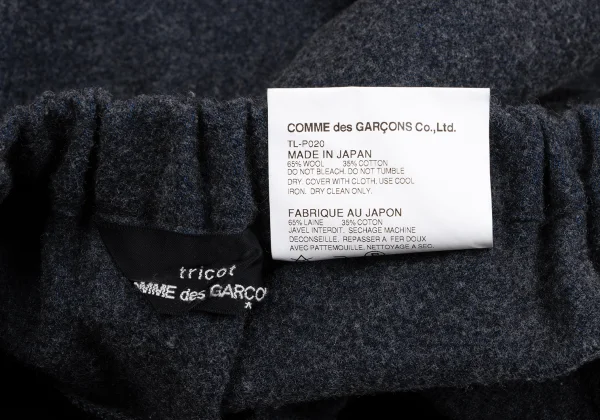 COMME des GARÇONS Co.,Ltd.
TL-P020
MADE IN JAPAN
65% WOOL 35% COTTON
DO NOT BLEACH. DO NOT TUMBLE
DRY. COVER WITH CLOTH. USE COOL
IRON. DRY CLEAN ONLY.
FABRIQUE AU JAPON
65% LAINE 35% COTON
JAVEL INTERDIT. SECHAGE MACHINE
DECONSEILLE. REPASSER A FER DOUX
AVEC PATTEMOUILLE. NETTOYAGE A SEC
tricot
OMME des GARÇO